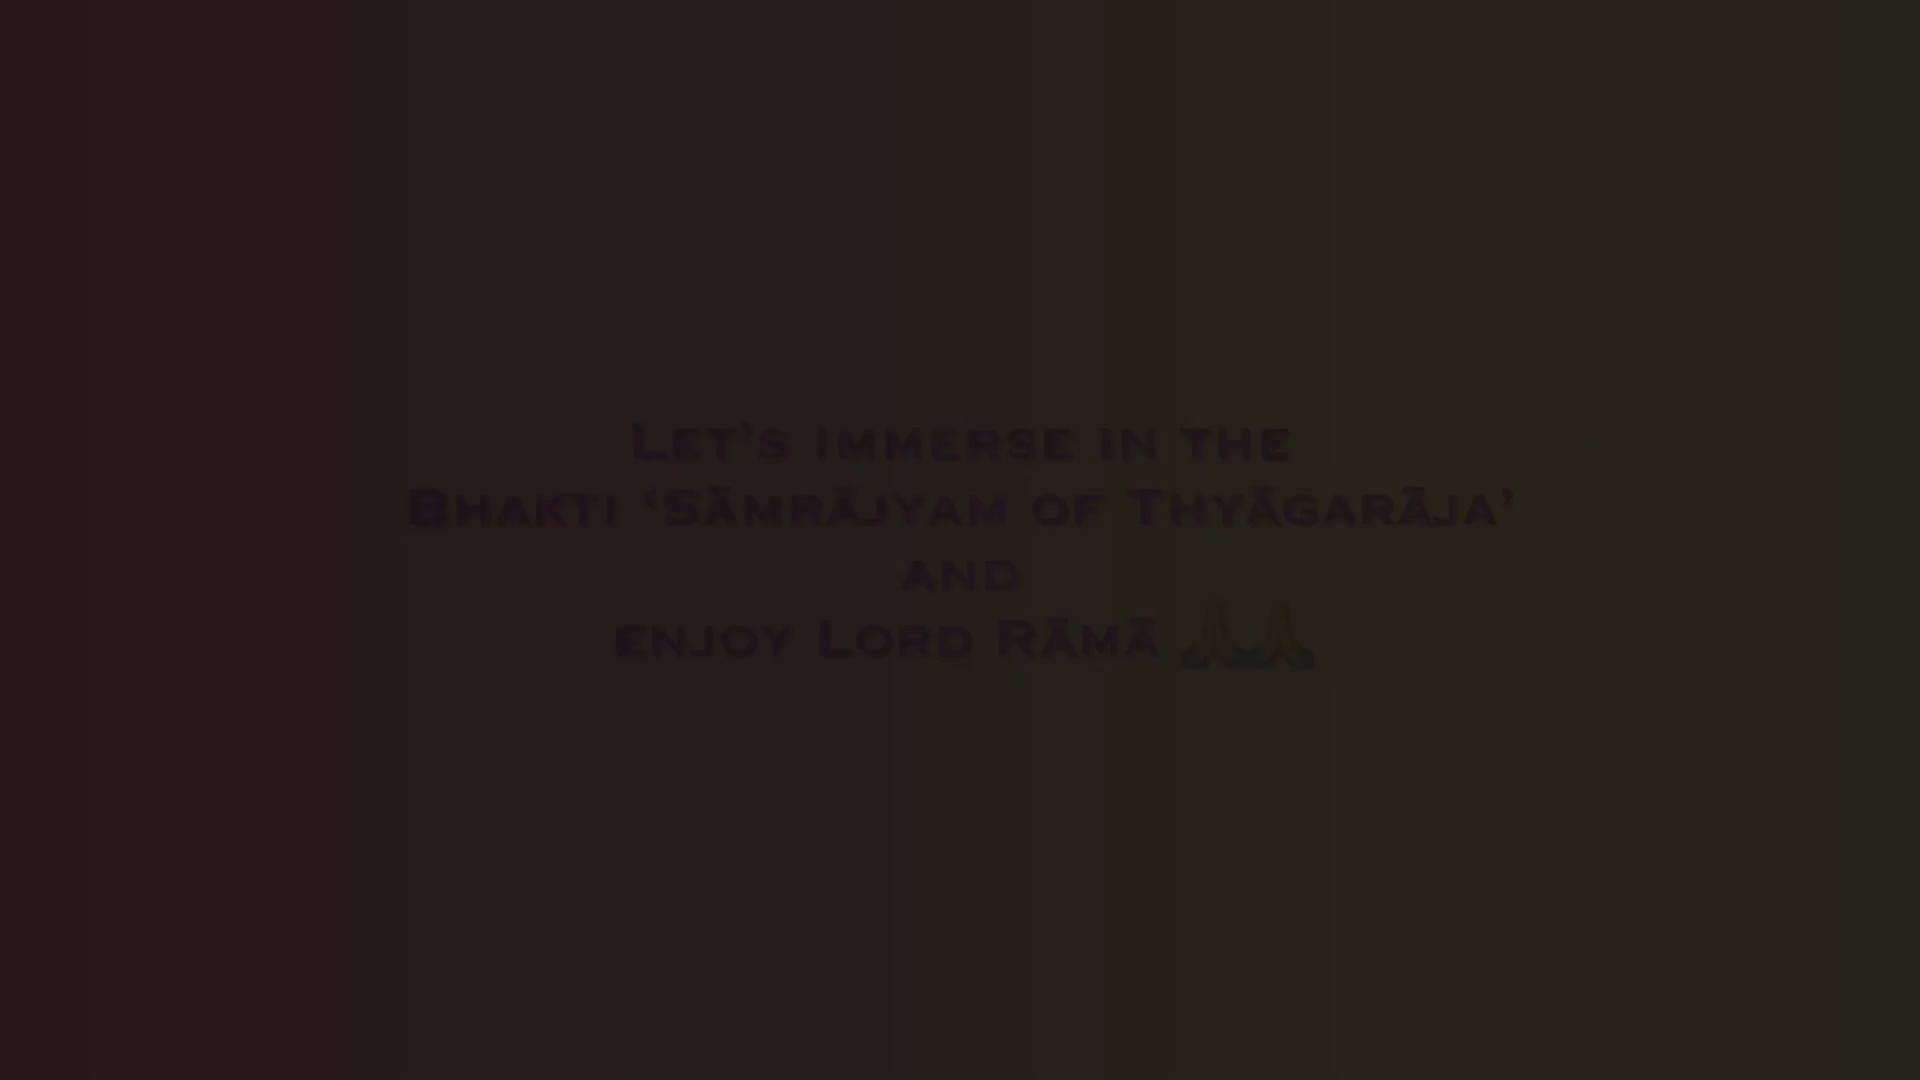 Let's immerse in the
Bhakti ‘Sāmrājyam of Thyāgarāja’
and
enjoy Lord Rāmā 🙏🙏